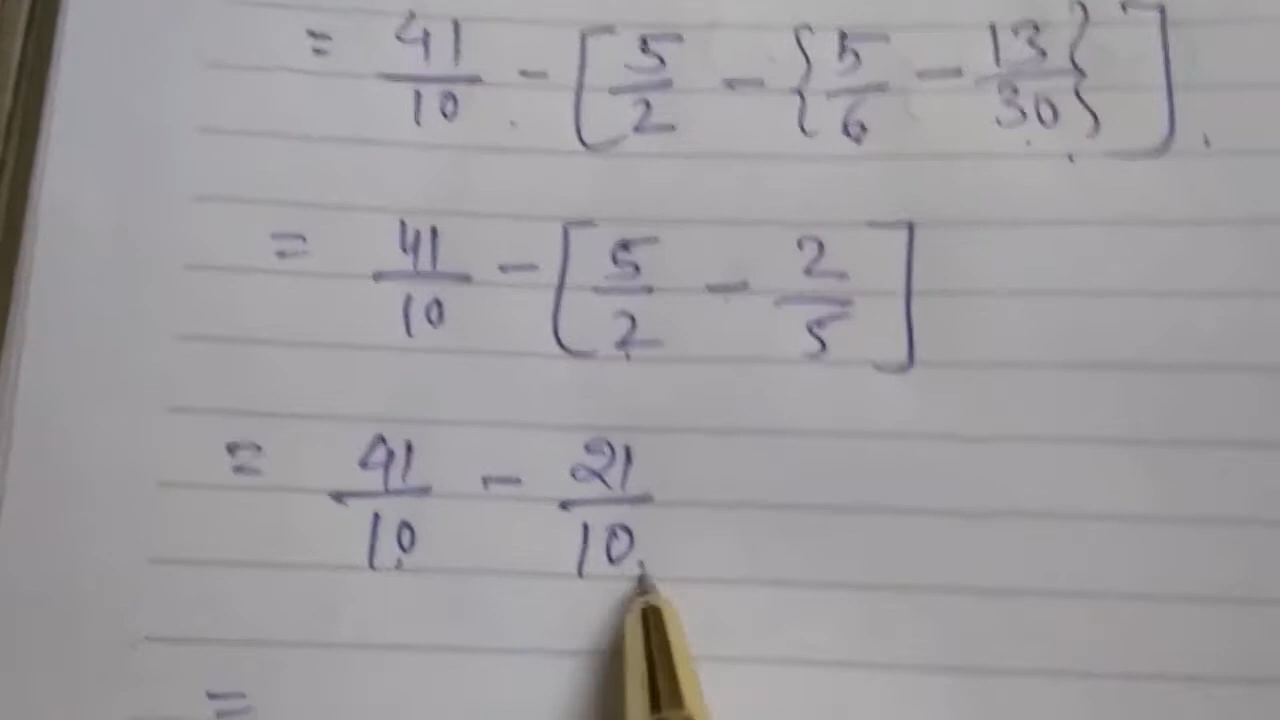 = 41/10 - [5/2 - {5/6 - 13/30}]
= 41/10 - [5/2 - 2/5]
= 41/10 - 21/10
=